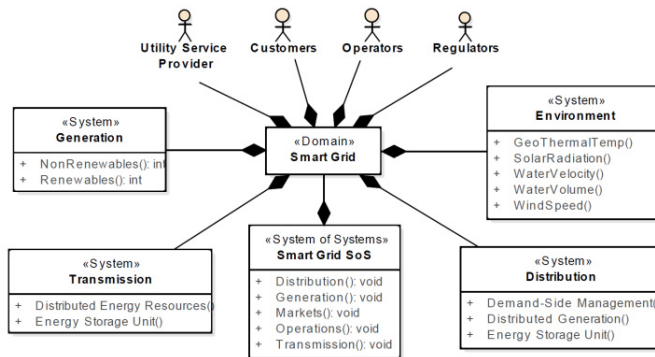 Utility Service
Provider
Customers
Operators
Regulators
«System»
Generation
+ NonRenewables(): int
+ Renewables(): int
«Domain»
Smart Grid
«System»
Environment
+ GeoThermalTemp()
+ SolarRadiation()
+ WaterVelocity()
+ WaterVolume()
+ WindSpeed()
«System»
Transmission
+ Distributed Energy Resources()
+ Energy Storage Unit()
«System of Systems»
Smart Grid SoS
+ Distribution(): void
+ Generation(): void
+ Markets(): void
+ Operations(): void
+ Transmission(): void
«System»
Distribution
+ Demand-Side Management()
+ Distributed Generation()
+ Energy Storage Unit()